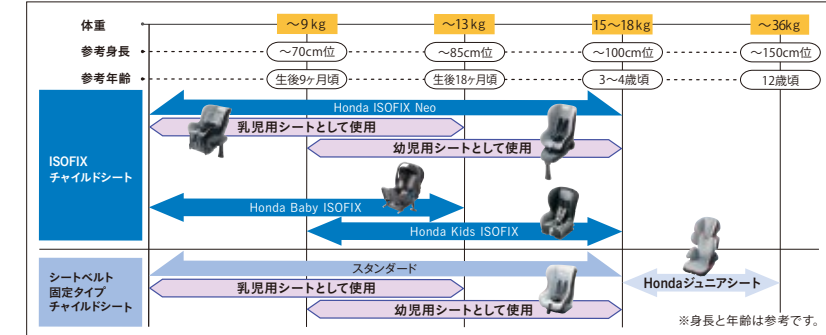 体重 ～9kg ～13kg 15～18kg ～36kg
参考身長 ～70cm位 ～85cm位 ～100cm位 ～150cm位
参考年齢 生後9ヶ月頃 生後18ヶ月頃 3～4歳頃 12歳頃
Honda ISOFIX Neo
乳児用シートとして使用
幼児用シートとして使用
ISOFIX
チャイルドシート
Honda Baby ISOFIX
Honda Kids ISOFIX
シートベルト
固定タイプ
チャイルドシート
スタンダード
乳児用シートとして使用
幼児用シートとして使用
Hondaジュニアシート
※身長と年齢は参考です。